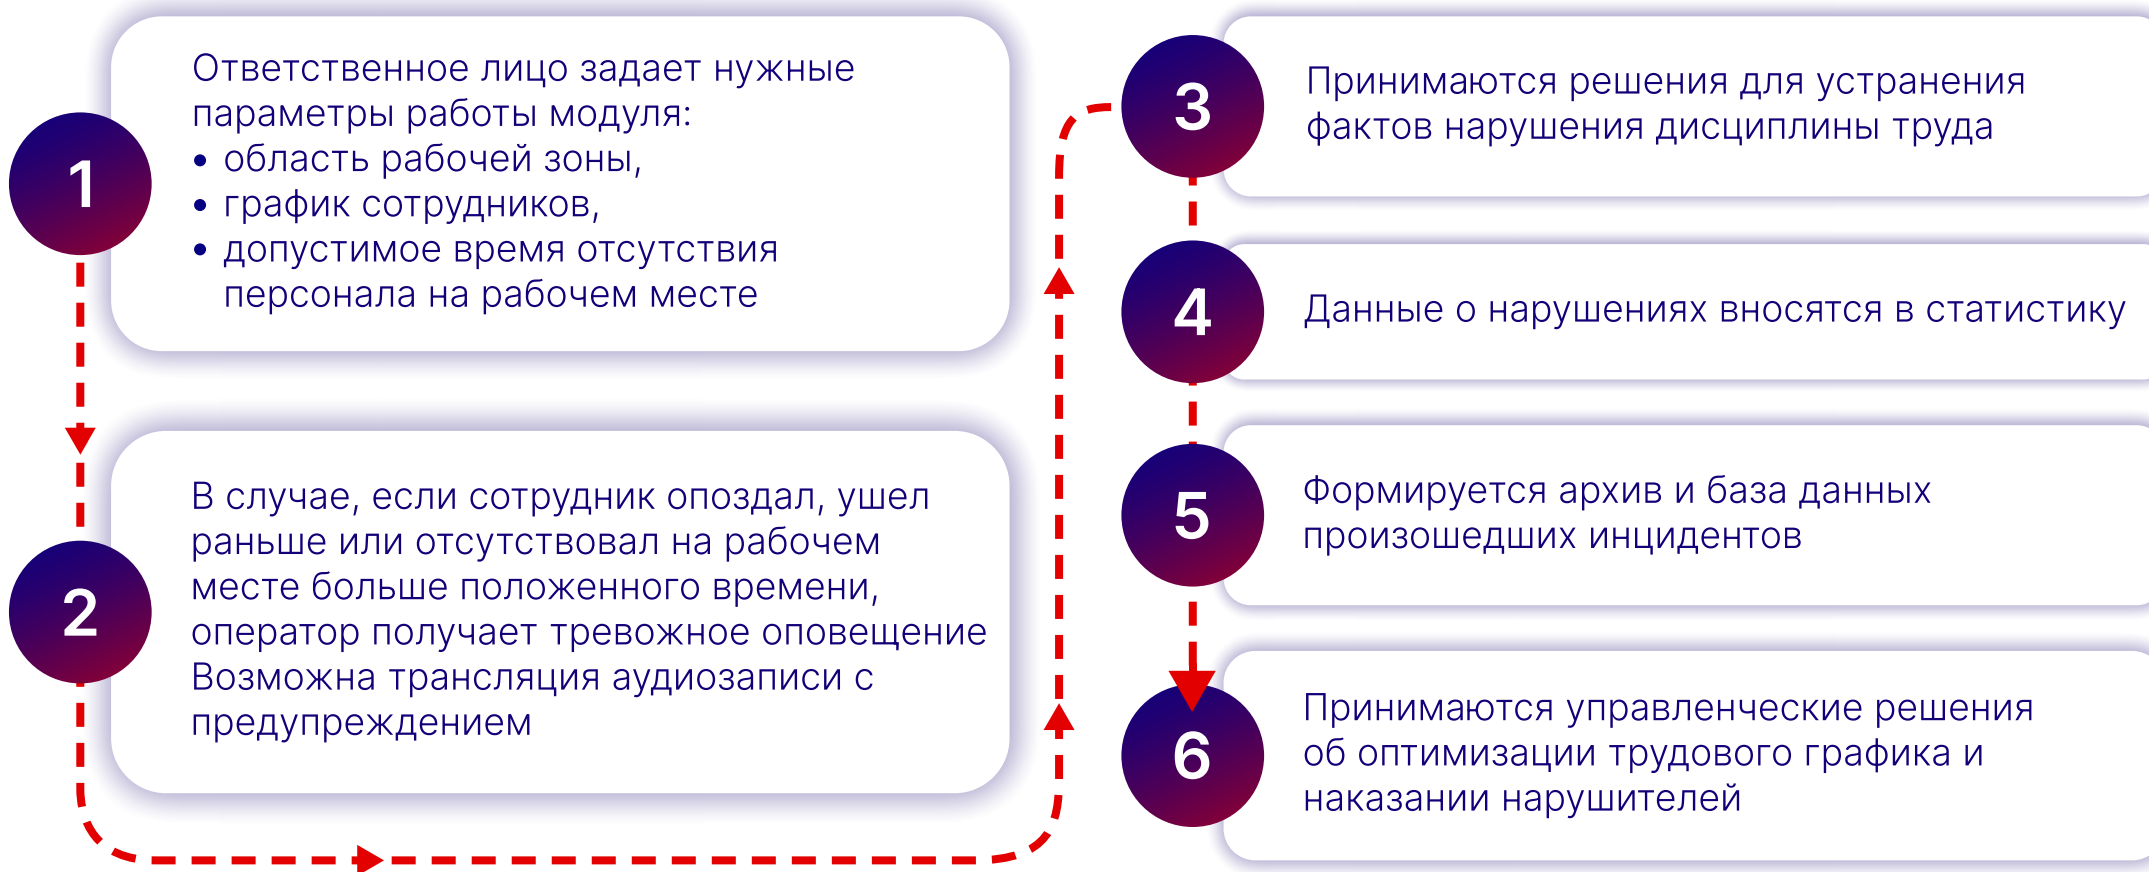 1
Ответственное лицо задает нужные
параметры работы модуля:
• область рабочей зоны,
• график сотрудников,
• допустимое время отсутствия
персонала на рабочем месте
2
В случае, если сотрудник опоздал, ушел
раньше или отсутствовал на рабочем
месте больше положенного времени,
оператор получает тревожное оповещение
Возможна трансляция аудиозаписи с
предупреждением
3
Принимаются решения для устранения
фактов нарушения дисциплины труда
4
Данные о нарушениях вносятся в статистику
5
Формируется архив и база данных
произошедших инцидентов
6
Принимаются управленческие решения
об оптимизации трудового графика и
наказании нарушителей